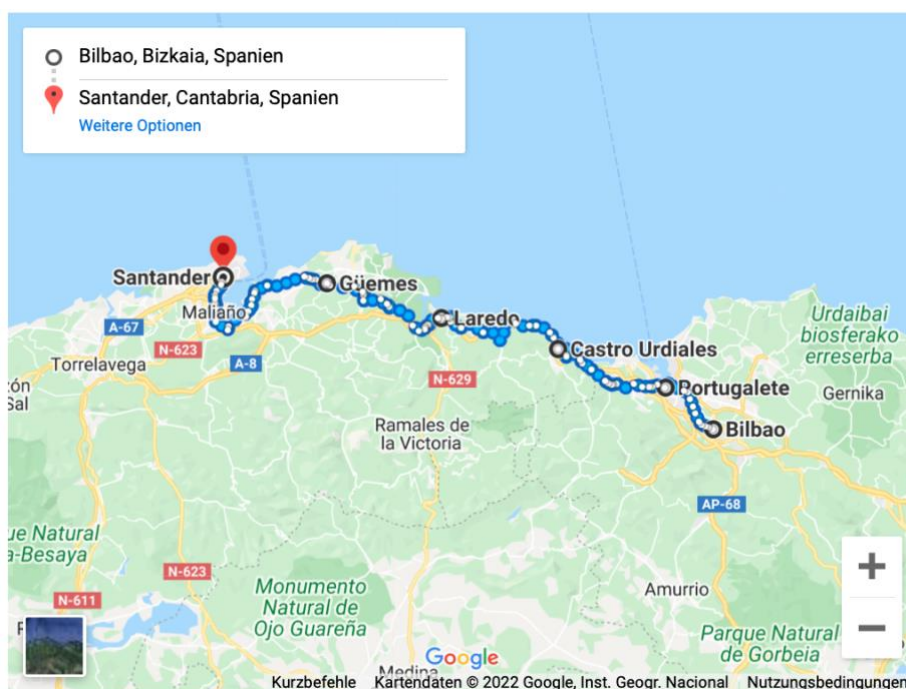 Bilbao, Bizkaia, Spanien
Santander, Cantabria, Spanien
Weitere Optionen
Santander
Güemes
Maliaño
Laredo
A-67
Castro Urdiales
Urdaibai
biosferako
erreserba
N-623
A-8
Torrelavega
N-629
Portugalete
Gernika
zón
Sal
Ramales de
la Victoria
Bilbao
AP-68
ue Natural
a-Besaya
N-623
Monumento
Natural de
Ojo Guareña
Amurrio
N-611
Parque Natural
de Gorbeia
+
−
Google
Medina
Kurzbefehle Kartendaten © 2022 Google, Inst. Geogr. Nacional Nutzungsbedingungen